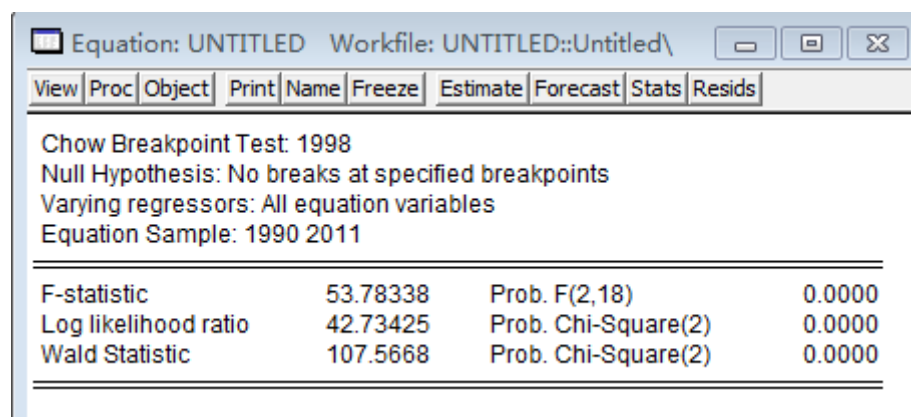 Equation: UNTITLED Workfile: UNTITLED::Untitled\
View Proc Object Print Name Freeze Estimate Forecast Stats Resids
Chow Breakpoint Test: 1998
Null Hypothesis: No breaks at specified breakpoints
Varying regressors: All equation variables
Equation Sample: 1990 2011
F-statistic 53.78338 Prob. F(2,18) 0.0000
Log likelihood ratio 42.73425 Prob. Chi-Square(2) 0.0000
Wald Statistic 107.5668 Prob. Chi-Square(2) 0.0000